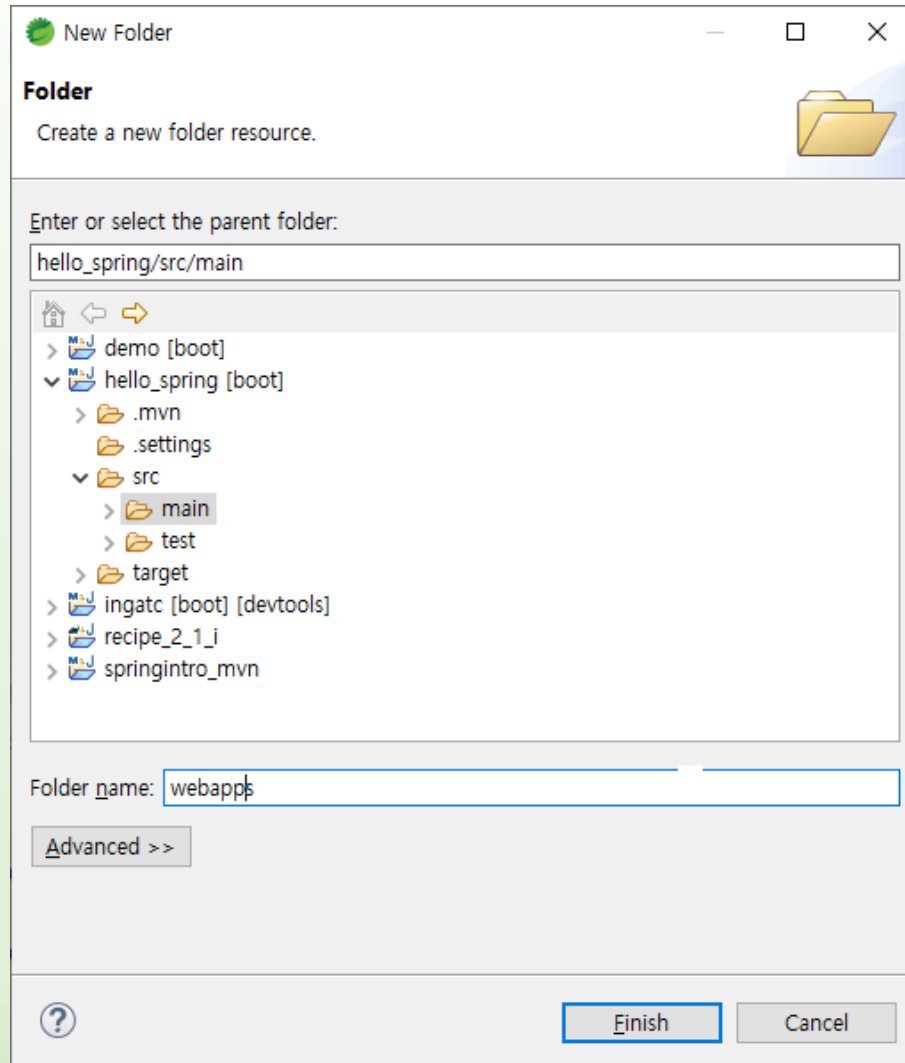 New Folder
Folder
Create a new folder resource.
Enter or select the parent folder:
hello_spring/src/main
demo [boot]
hello_spring [boot]
.mvn
.settings
src
main
test
target
ingatc [boot] [devtools]
recipe_2_1_i
springintro_mvn
Folder name: webapps
Advanced >>
Finish Cancel